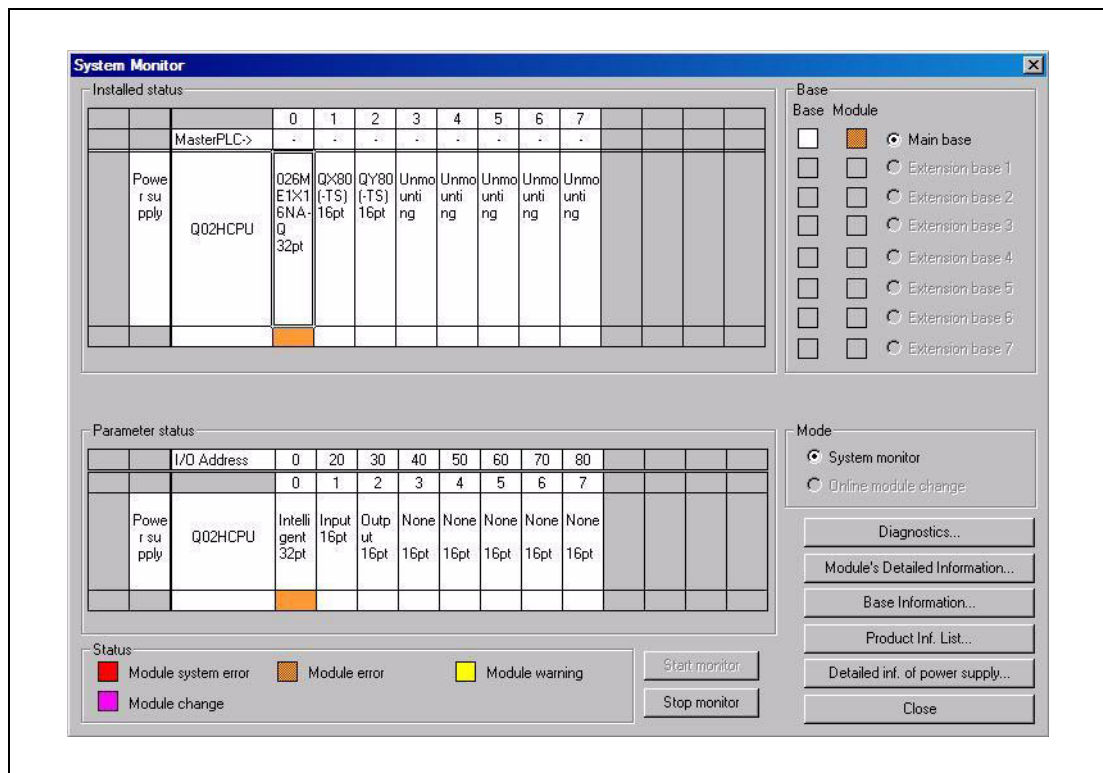 System Monitor
Installed status
0 1 2 3 4 5 6 7
MasterPLC-> - - - - - - - -
Powe 026M QX80 QY80 Unmo Unmo Unmo Unmo Unmo
r su E1X1 (-TS) (-TS) unti unti unti unti unti
pply 6NA- 16pt 16pt ng ng ng ng ng
Q02HCPU Q
32pt
Base
Base Module
Main base
Extension base 1
Extension base 2
Extension base 3
Extension base 4
Extension base 5
Extension base 6
Extension base 7
Parameter status
I/O Address 0 20 30 40 50 60 70 80
0 1 2 3 4 5 6 7
Powe Intelli Input Outp None None None None None
r su Q02HCPU gent 16pt ut
pply 32pt 16pt 16pt 16pt 16pt 16pt 16pt
Mode
System monitor
Online module change
Diagnostics...
Module's Detailed Information...
Base Information...
Product Inf. List...
Detailed inf. of power supply...
Close
Status
Module system error Module error Module warning
Module change
Start monitor
Stop monitor